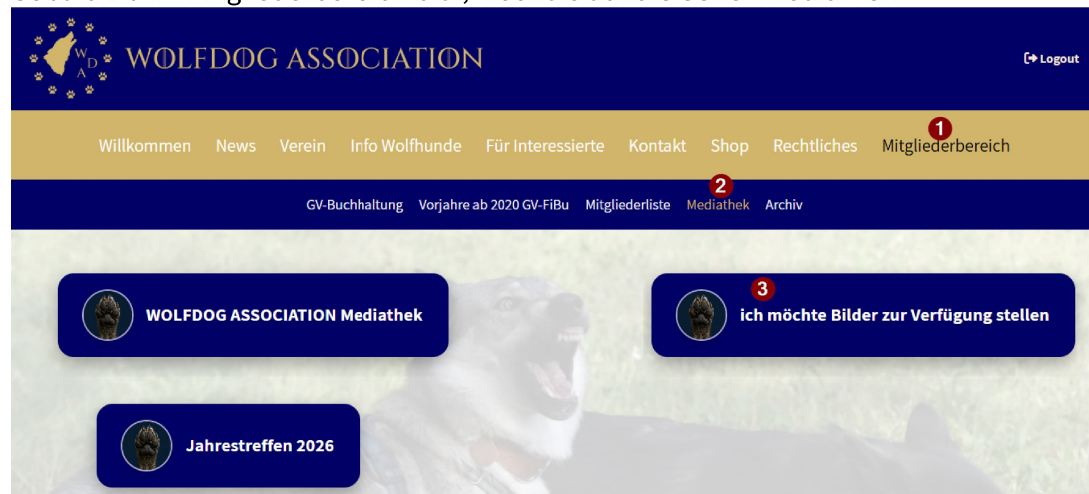 W
D
A
WOLFDOG ASSOCIATION
Logout
1
Willkommen News Verein Info Wolfhunde Für Interessierte Kontakt Shop Rechtliches Mitgliederbereich
2
GV-Buchhaltung Vorjahre ab 2020 GV-FiBu Mitgliederliste Mediathek Archiv
3
WOLFDOG ASSOCIATION Mediathek
ich möchte Bilder zur Verfügung stellen
Jahrestreffen 2026